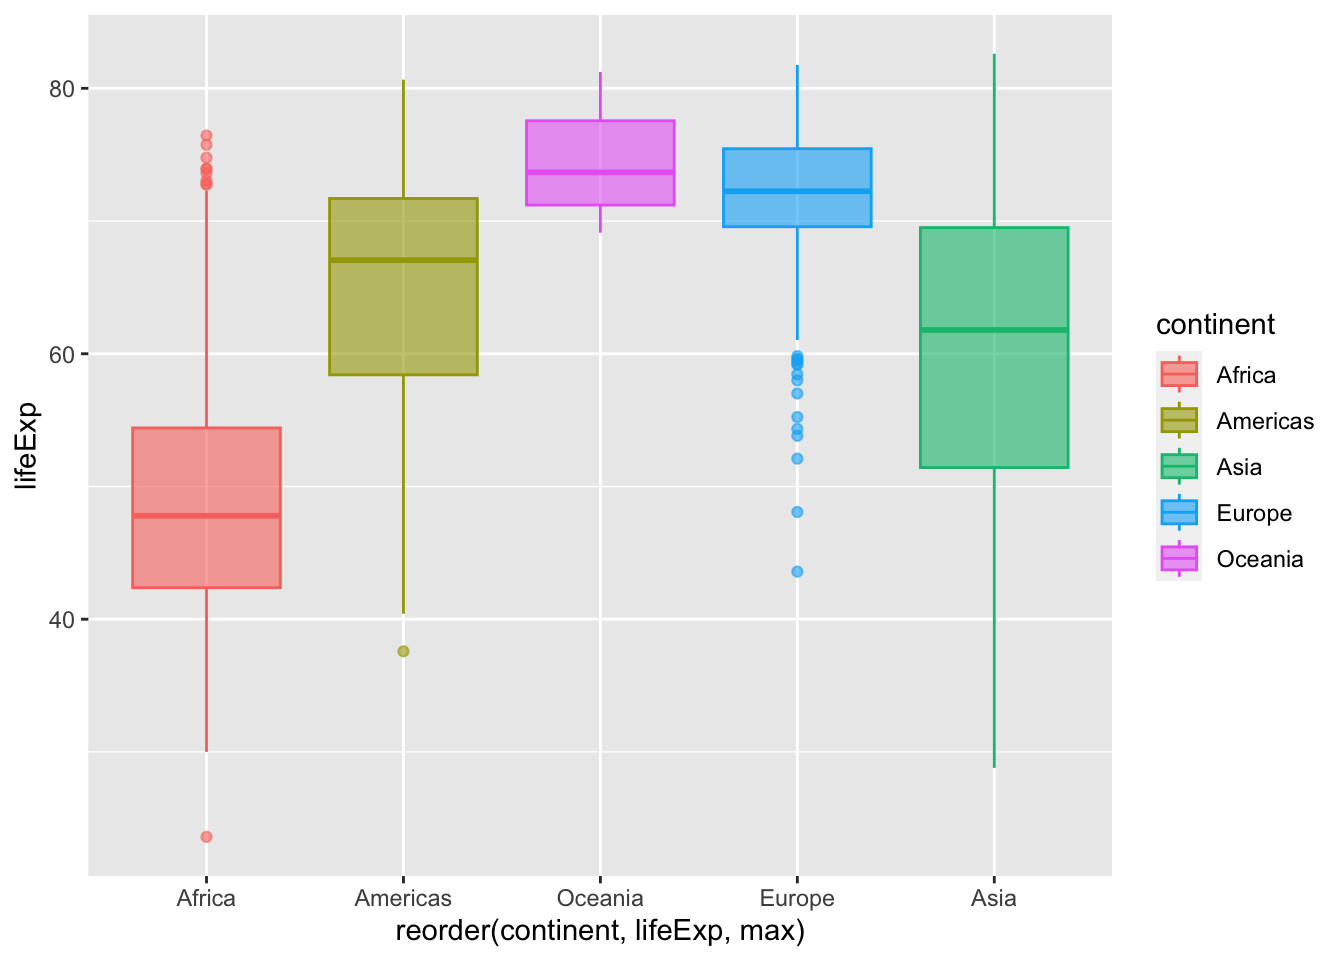 80
60
40
lifeExp
Africa
Americas
Oceania
Europe
Asia
reorder(continent, lifeExp, max)
continent
Africa
Americas
Asia
Europe
Oceania